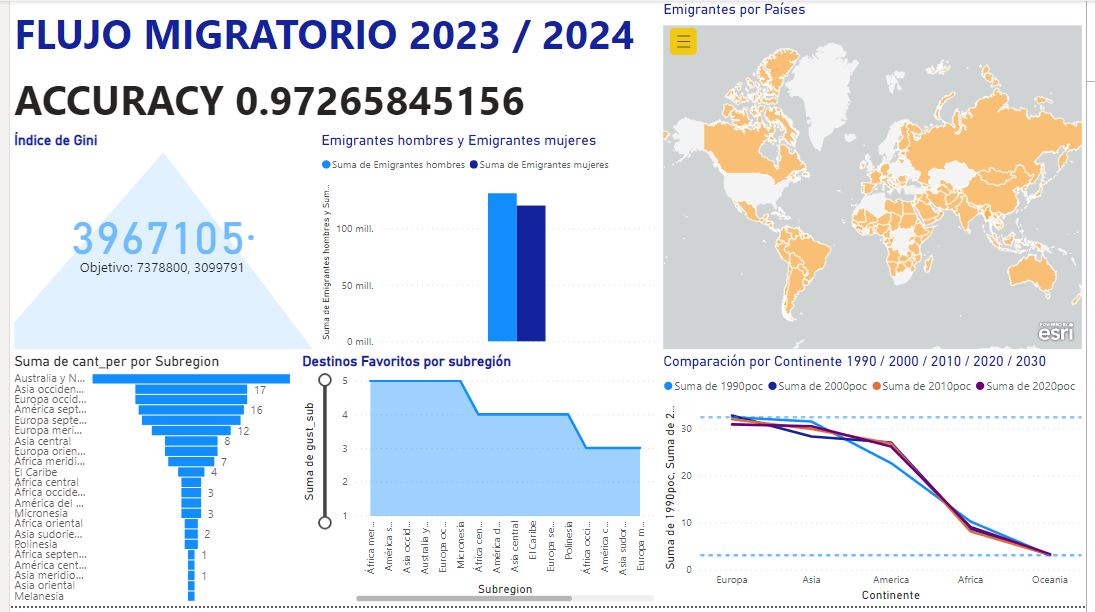 FLUJO MIGRATORIO 2023 / 2024
ACCURACY 0.97265845156
Índice de Gini
3967105·
Objetivo: 7378800, 3099791
Emigrantes hombres y Emigrantes mujeres
Suma de Emigrantes hombres
Suma de Emigrantes mujeres
Suma de Emigrantes hombres y Sum...
100 mill.
50 mill.
0 mill.
Emigrantes por Países
POWERED BY
esri
Suma de cant_per por Subregion
Australia y N...
Asia occiden...
17
Europa occid...
América sept...
16
Europa septe...
Europa meri...
12
Asia central
8
Europa orien...
África meridi...
7
El Caribe
4
África central
África occide...
3
América del ...
Micronesia
3
África oriental
Asia sudorie...
2
Polinesia
África septen...
1
América cent...
Asia meridio...
1
Asia oriental
Melanesia
Destinos Favoritos por subregión
Suma de gust_sub
5
4
3
2
1
África mer...
América s...
Asia occid...
Australia y...
Europa oc...
Micronesia
África cen...
América d...
Asia central
El Caribe
Europa se...
Polinesia
África occi...
América c...
Asia sudor...
Europa m...
Subregion
Comparación por Continente 1990 / 2000 / 2010 / 2020 / 2030
Suma de 1990poc
Suma de 2000poc
Suma de 2010poc
Suma de 2020poc
Suma de 1990poc, Suma de 2...
30
20
10
0
Europa
Asia
America
Africa
Oceania
Continente